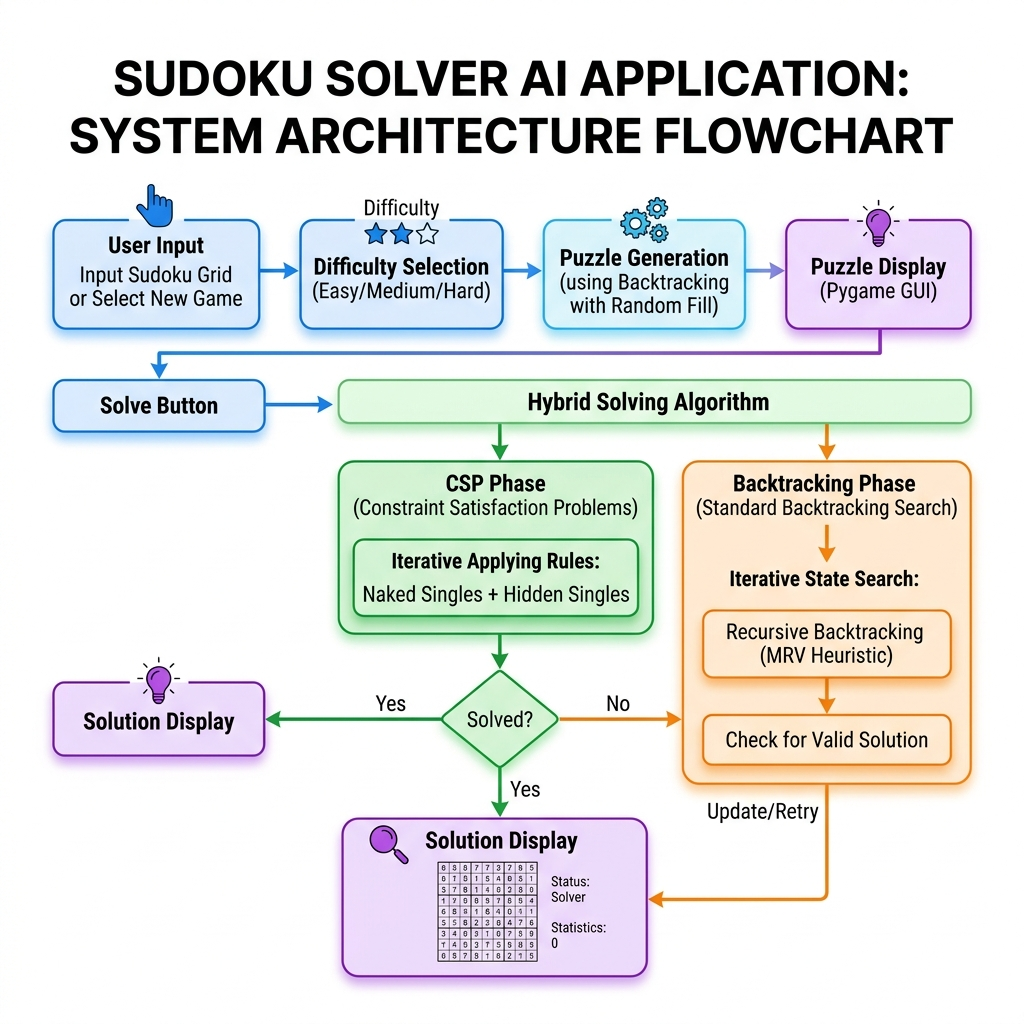 SUDOKU SOLVER AI APPLICATION:
SYSTEM ARCHITECTURE FLOWCHART
User Input
Input Sudoku Grid
or Select New Game
Difficulty
Difficulty Selection
(Easy/Medium/Hard)
Puzzle Generation
(using Backtracking
with Random Fill)
Puzzle Display
(Pygame GUI)
Solve Button
Hybrid Solving Algorithm
CSP Phase
(Constraint Satisfaction Problems)
Iterative Applying Rules:
Naked Singles + Hidden Singles
Backtracking Phase
(Standard Backtracking Search)
Iterative State Search:
Recursive Backtracking
(MRV Heuristic)
Check for Valid Solution
Solution Display
Yes
Solved?
No
Yes
Update/Retry
Solution Display
Status:
Solver
Statistics:
0